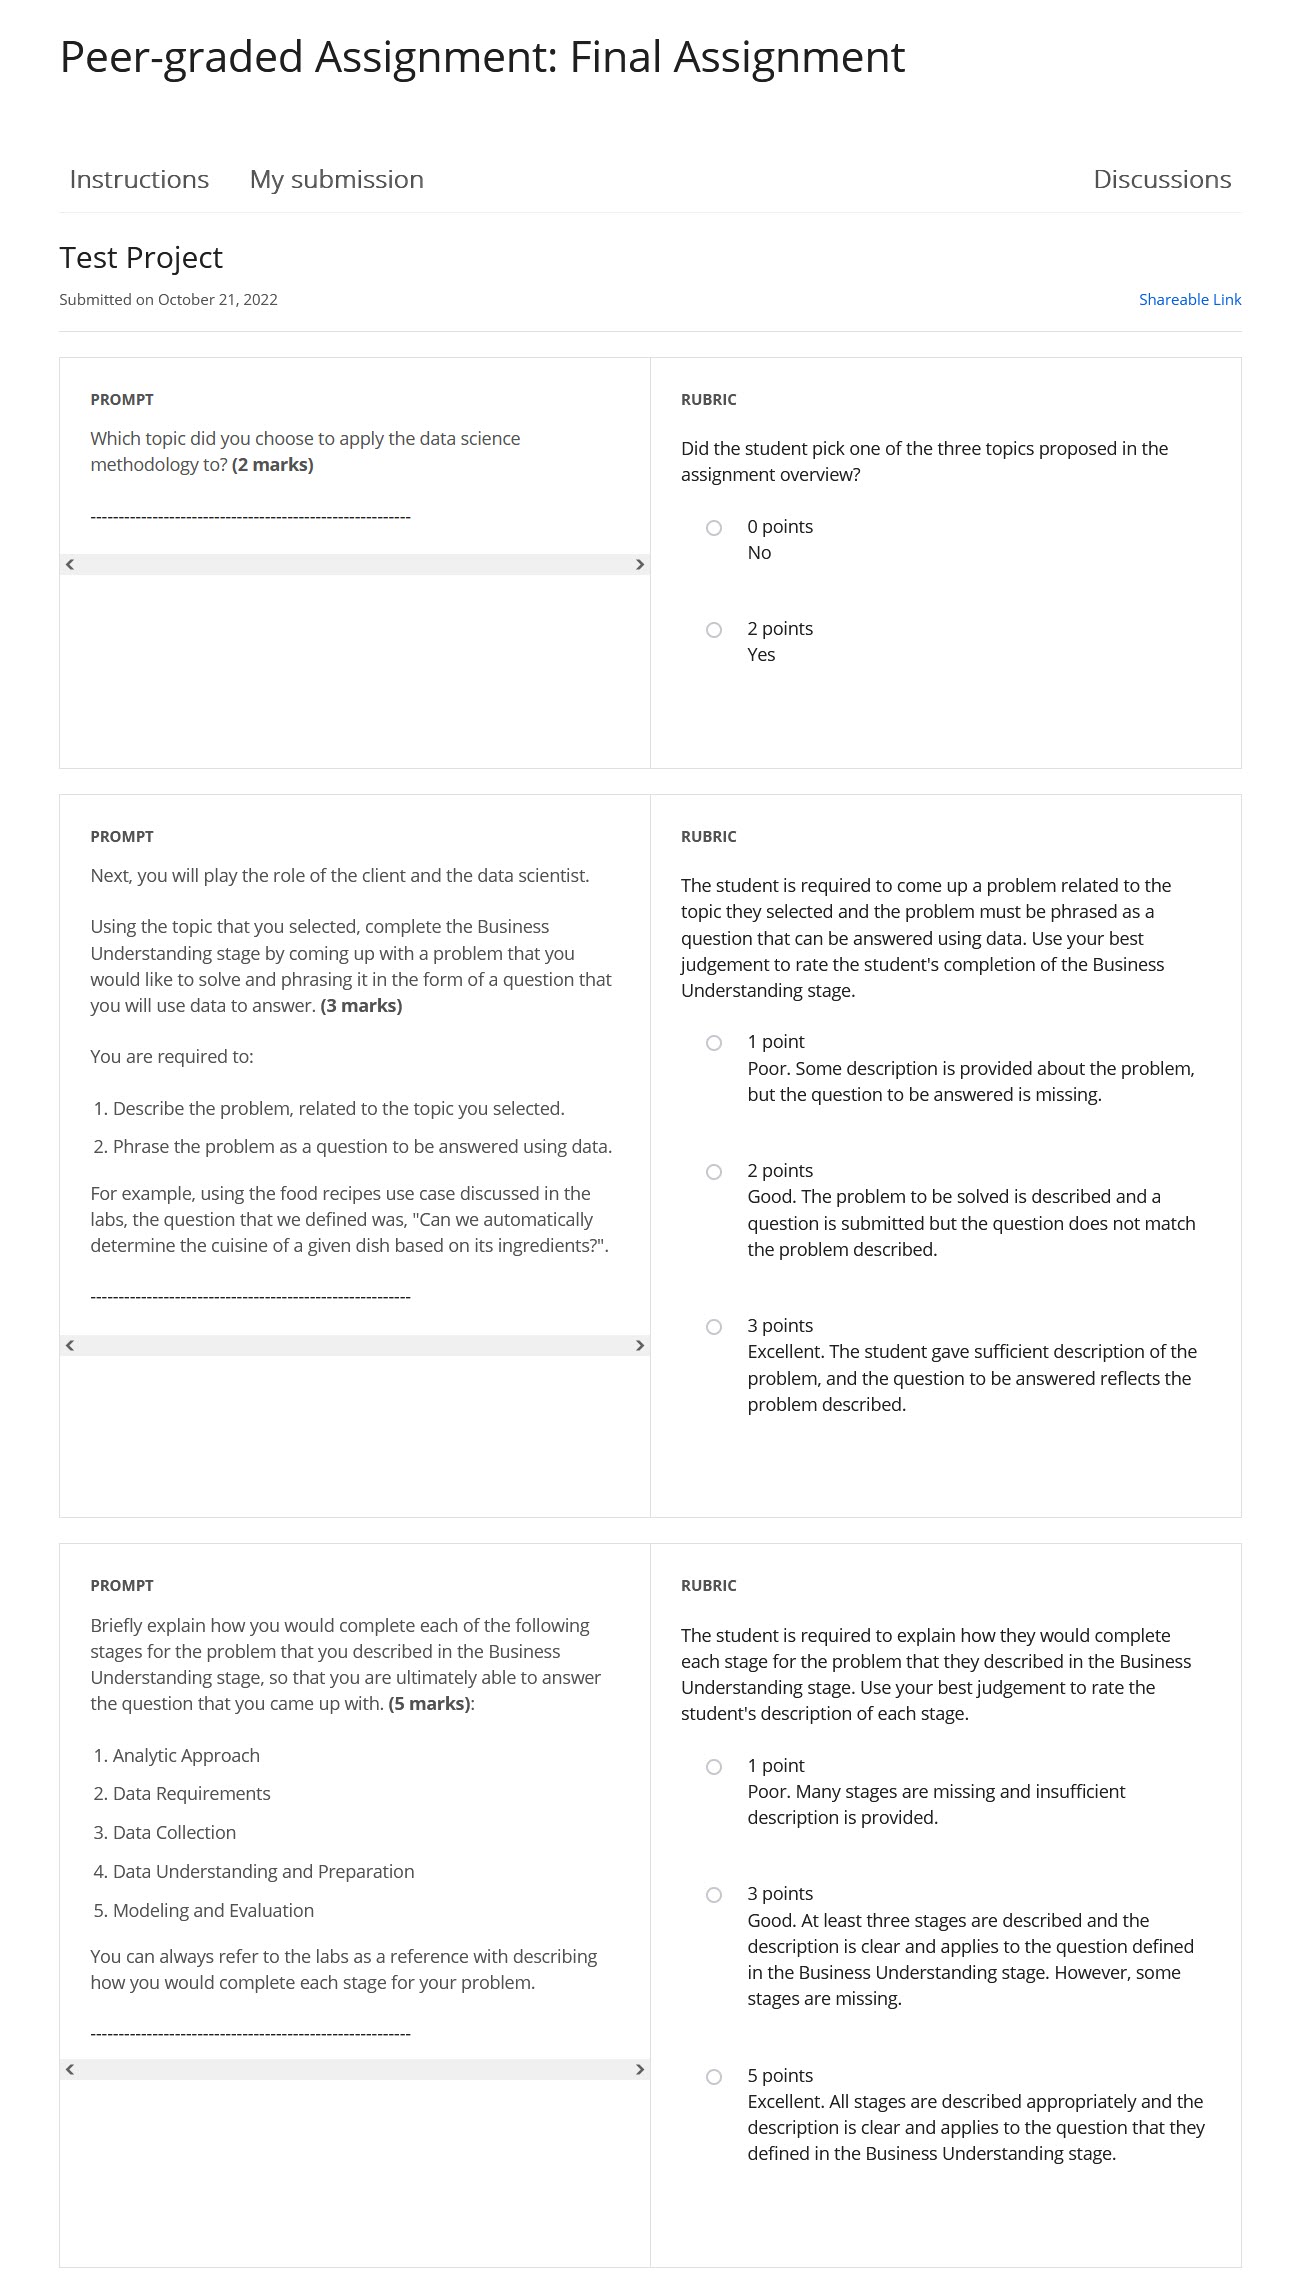 Peer-graded Assignment: Final Assignment
Instructions
My submission
Discussions
Test Project
Submitted on October 21, 2022
Shareable Link
PROMPT
Which topic did you choose to apply the data science
methodology to? (2 marks)
---------------------------------------------------------
RUBRIC
Did the student pick one of the three topics proposed in the
assignment overview?
0 points
No
2 points
Yes
PROMPT
Next, you will play the role of the client and the data scientist.
Using the topic that you selected, complete the Business
Understanding stage by coming up with a problem that you
would like to solve and phrasing it in the form of a question that
you will use data to answer. (3 marks)
You are required to:
1. Describe the problem, related to the topic you selected.
2. Phrase the problem as a question to be answered using data.
For example, using the food recipes use case discussed in the
labs, the question that we defined was, "Can we automatically
determine the cuisine of a given dish based on its ingredients?".
---------------------------------------------------------
RUBRIC
The student is required to come up a problem related to the
topic they selected and the problem must be phrased as a
question that can be answered using data. Use your best
judgement to rate the student's completion of the Business
Understanding stage.
1 point
Poor. Some description is provided about the problem,
but the question to be answered is missing.
2 points
Good. The problem to be solved is described and a
question is submitted but the question does not match
the problem described.
3 points
Excellent. The student gave sufficient description of the
problem, and the question to be answered reflects the
problem described.
PROMPT
Briefly explain how you would complete each of the following
stages for the problem that you described in the Business
Understanding stage, so that you are ultimately able to answer
the question that you came up with. (5 marks):
1. Analytic Approach
2. Data Requirements
3. Data Collection
4. Data Understanding and Preparation
5. Modeling and Evaluation
You can always refer to the labs as a reference with describing
how you would complete each stage for your problem.
---------------------------------------------------------
RUBRIC
The student is required to explain how they would complete
each stage for the problem that they described in the Business
Understanding stage. Use your best judgement to rate the
student's description of each stage.
1 point
Poor. Many stages are missing and insufficient
description is provided.
3 points
Good. At least three stages are described and the
description is clear and applies to the question defined
in the Business Understanding stage. However, some
stages are missing.
5 points
Excellent. All stages are described appropriately and the
description is clear and applies to the question that they
defined in the Business Understanding stage.